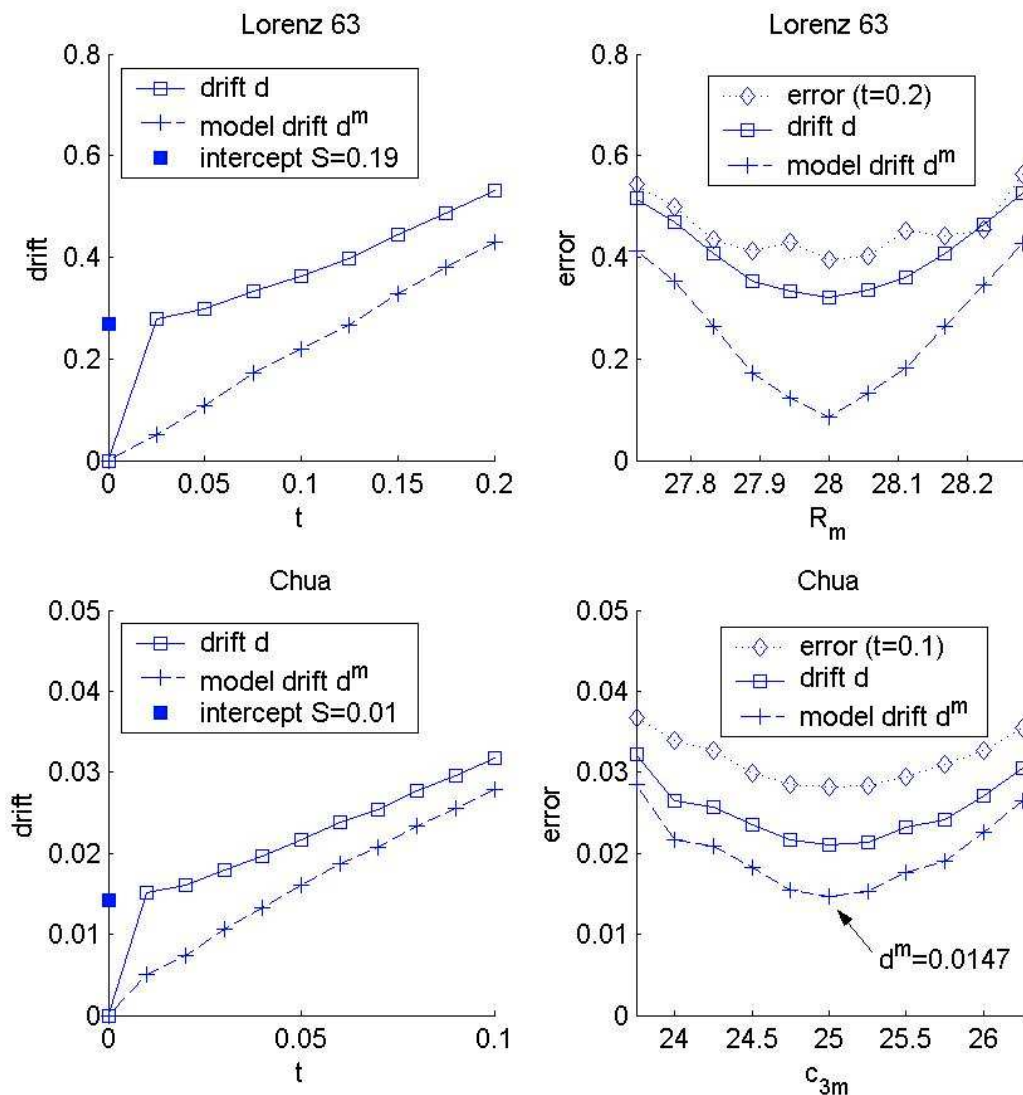 Lorenz 63
0.8
0.6
0.4
0.2
0
drift
drift d
model drift d^m
intercept S=0.19
0 0.05 0.1 0.15 0.2
t
Lorenz 63
0.8
0.6
0.4
0.2
0
error
error (t=0.2)
drift d
model drift d^m
27.8 27.9 28 28.1 28.2
R_m
Chua
0.05
0.04
0.03
0.02
0.01
0
drift
drift d
model drift d^m
intercept S=0.01
0 0.05 0.1
t
Chua
0.05
0.04
0.03
0.02
0.01
0
error
error (t=0.1)
drift d
model drift d^m
d^m=0.0147
24 24.5 25 25.5 26
c_3m